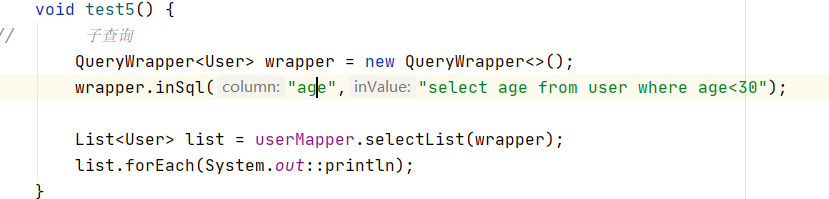 void test5() {
// 子查询
QueryWrapper<User> wrapper = new QueryWrapper<>();
wrapper.inSql( column: "age", inValue: "select age from user where age<30");
List<User> list = userMapper.selectList(wrapper);
list.forEach(System.out::println);
}